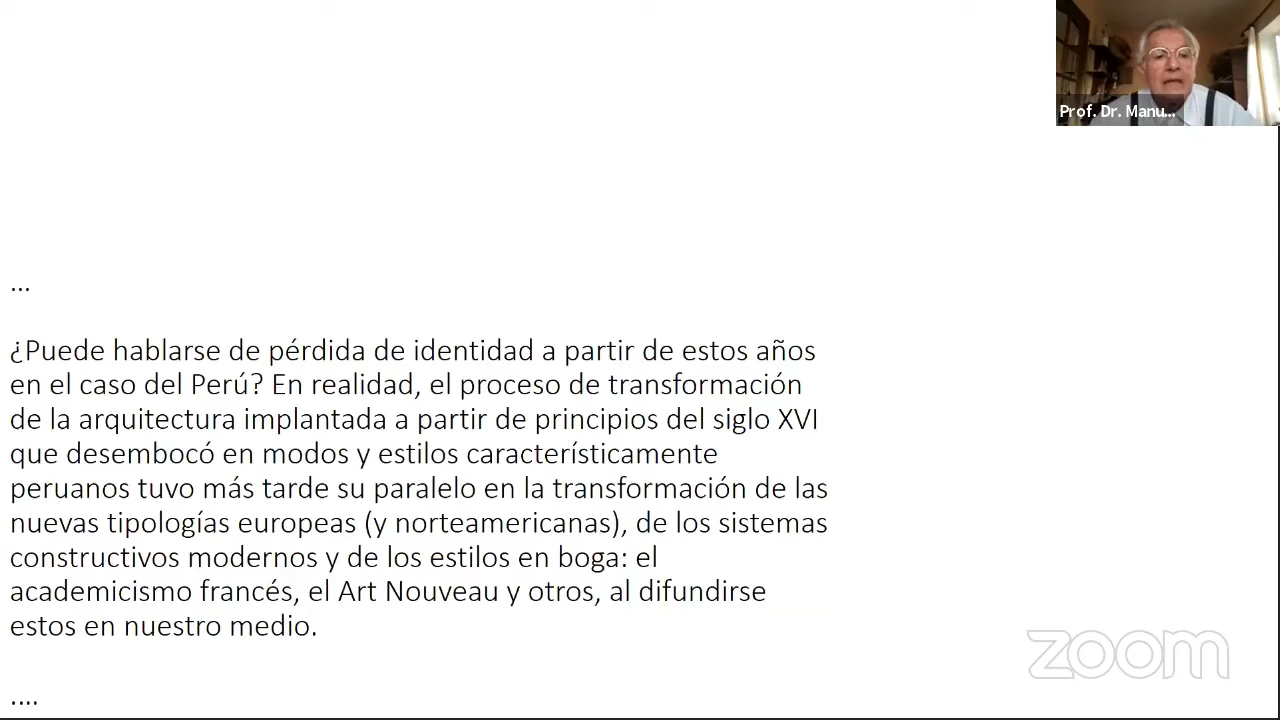 Prof. Dr. Manu...
...
¿Puede hablarse de pérdida de identidad a partir de estos años
en el caso del Perú? En realidad, el proceso de transformación
de la arquitectura implantada a partir de principios del siglo XVI
que desembocó en modos y estilos característicamente
peruanos tuvo más tarde su paralelo en la transformación de las
nuevas tipologías europeas (y norteamericanas), de los sistemas
constructivos modernos y de los estilos en boga: el
academicismo francés, el Art Nouveau y otros, al difundirse
estos en nuestro medio.
zoom
....